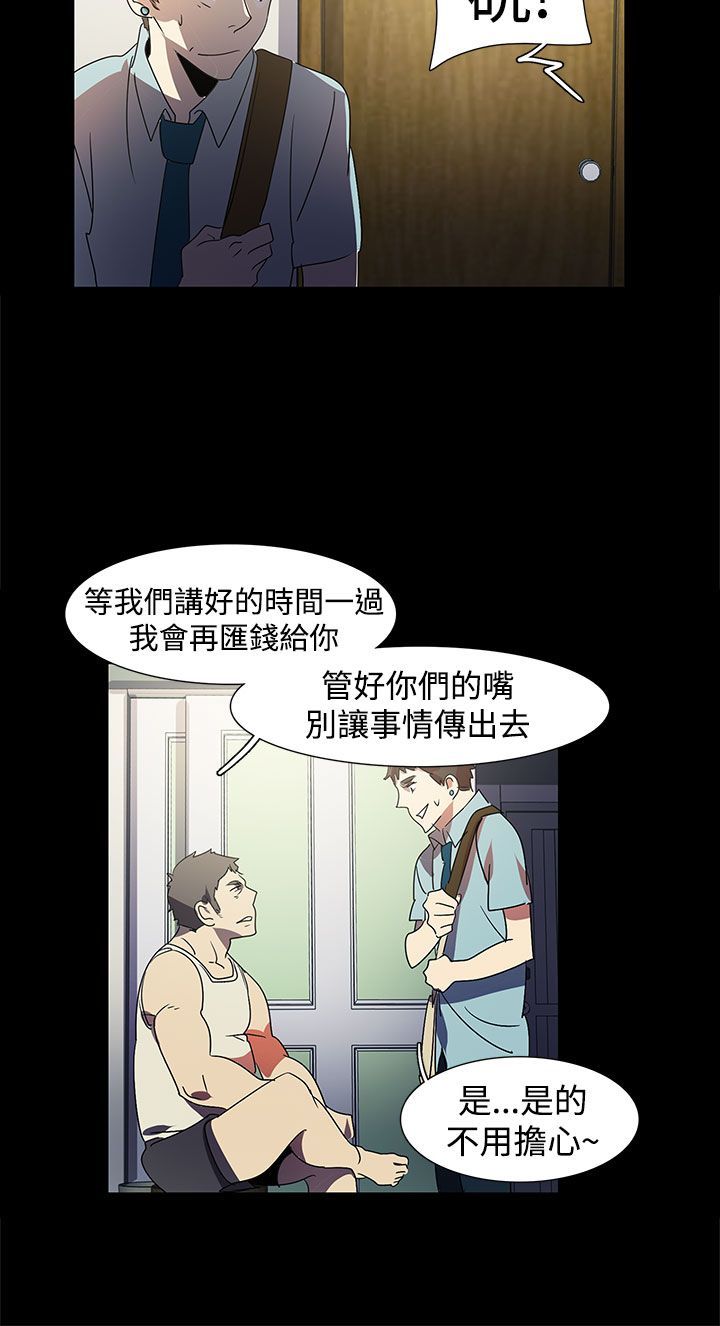 等我們講好的時間一過
我會再匯錢給你
管好你們的嘴
別讓事情傳出去
是...是的
不用擔心~